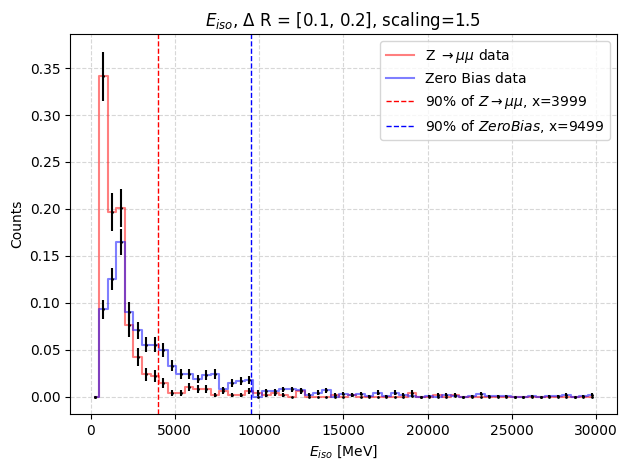 E_iso, Δ R = [0.1, 0.2], scaling=1.5
Counts
0.35
0.30
0.25
0.20
0.15
0.10
0.05
0.00
Z →μμ data
Zero Bias data
90% of Z→μμ, x=3999
90% of ZeroBias, x=9499
0 5000 10000 15000 20000 25000 30000
E_iso [MeV]